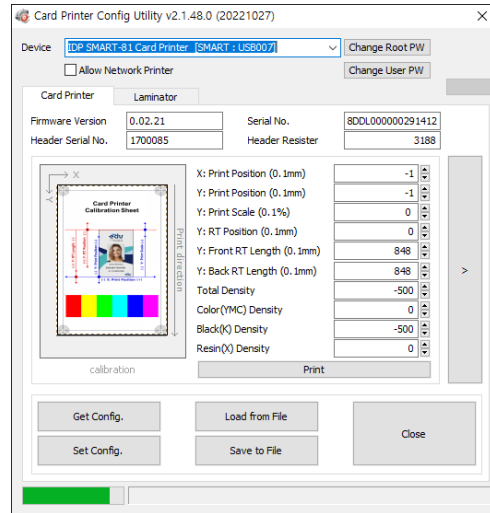 Card Printer Config Utility v2.1.48.0 (20221027)
Device IDP SMART-81 Card Printer [SMART : USB007] Change Root PW
Allow Network Printer Change User PW
Card Printer Laminator
Firmware Version 0.02.21 Serial No. 8DDL000000291412
Header Serial No. 1700085 Header Resister 3188
X
Y
Card Printer
Calibration Sheet
Print direction
calibration
X: Print Position (0.1mm) -1
Y: Print Position (0.1mm) -1
Y: Print Scale (0.1%) 0
Y: RT Position (0.1mm) 0
Y: Front RT Length (0.1mm) 848
Y: Back RT Length (0.1mm) 848
Total Density -500
Color(YMC) Density 0
Black(K) Density -500
Resin(X) Density 0
Print
>
Get Config. Load from File
Close
Set Config. Save to File